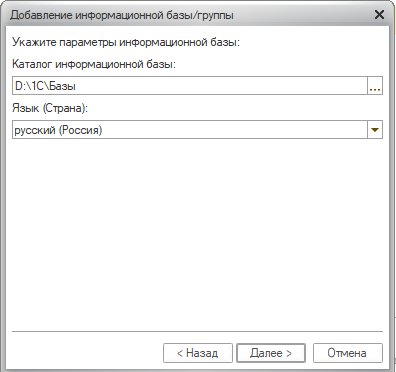 Добавление информационной базы/группы
Укажите параметры информационной базы:
Каталог информационной базы:
D:\1С\Базы
...
Язык (Страна):
русский (Россия)
< Назад
Далее >
Отмена